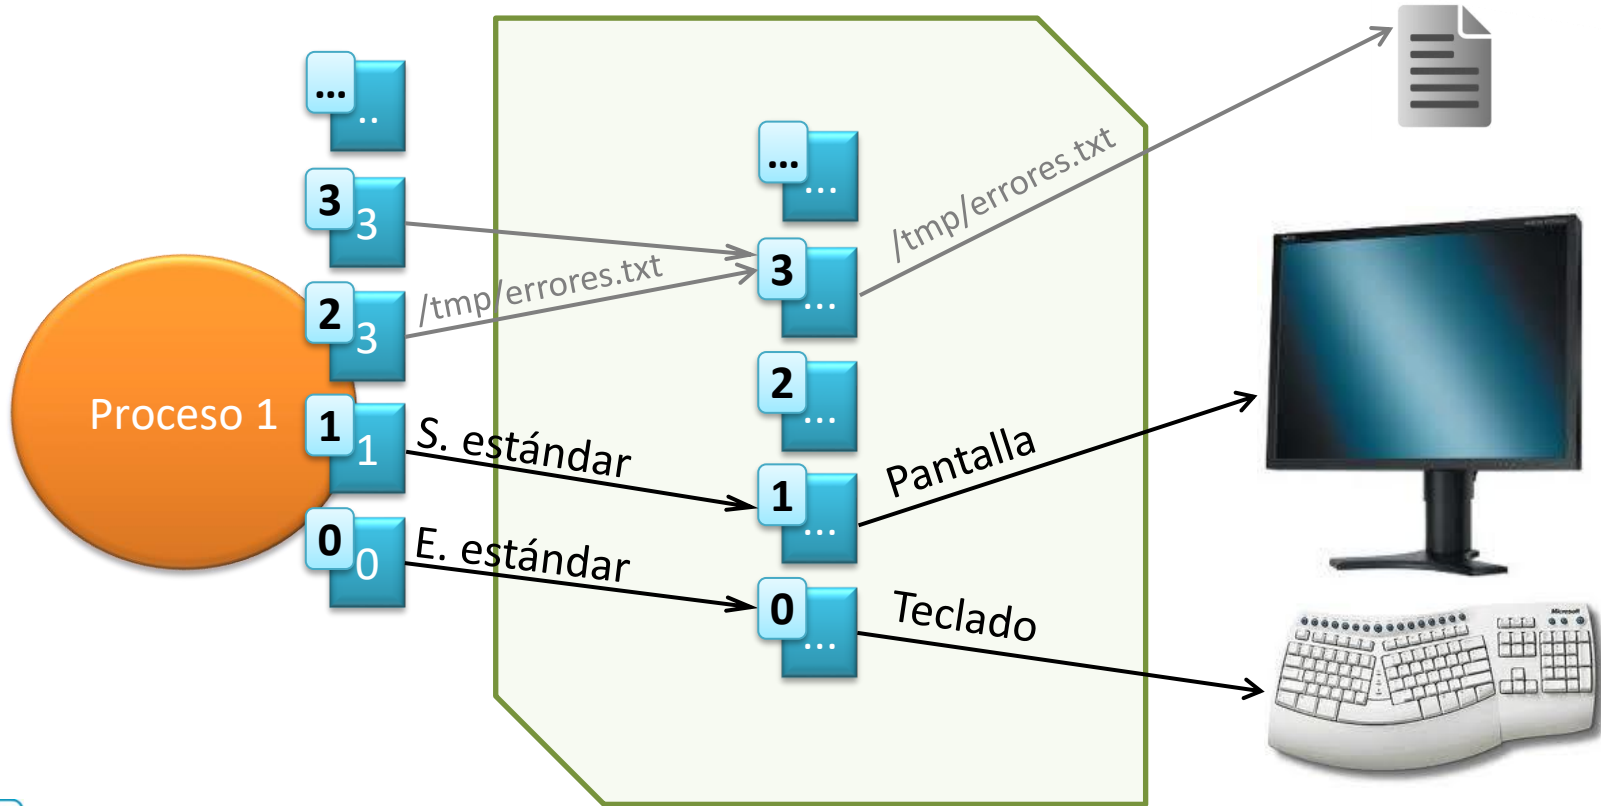 ...
..
3
3
2
3
Proceso 1
1
1
0
0
/tmp/errores.txt
S. estándar
E. estándar
...
...
3
...
2
...
1
...
0
...
/tmp/errores.txt
Pantalla
Teclado
Microsoft